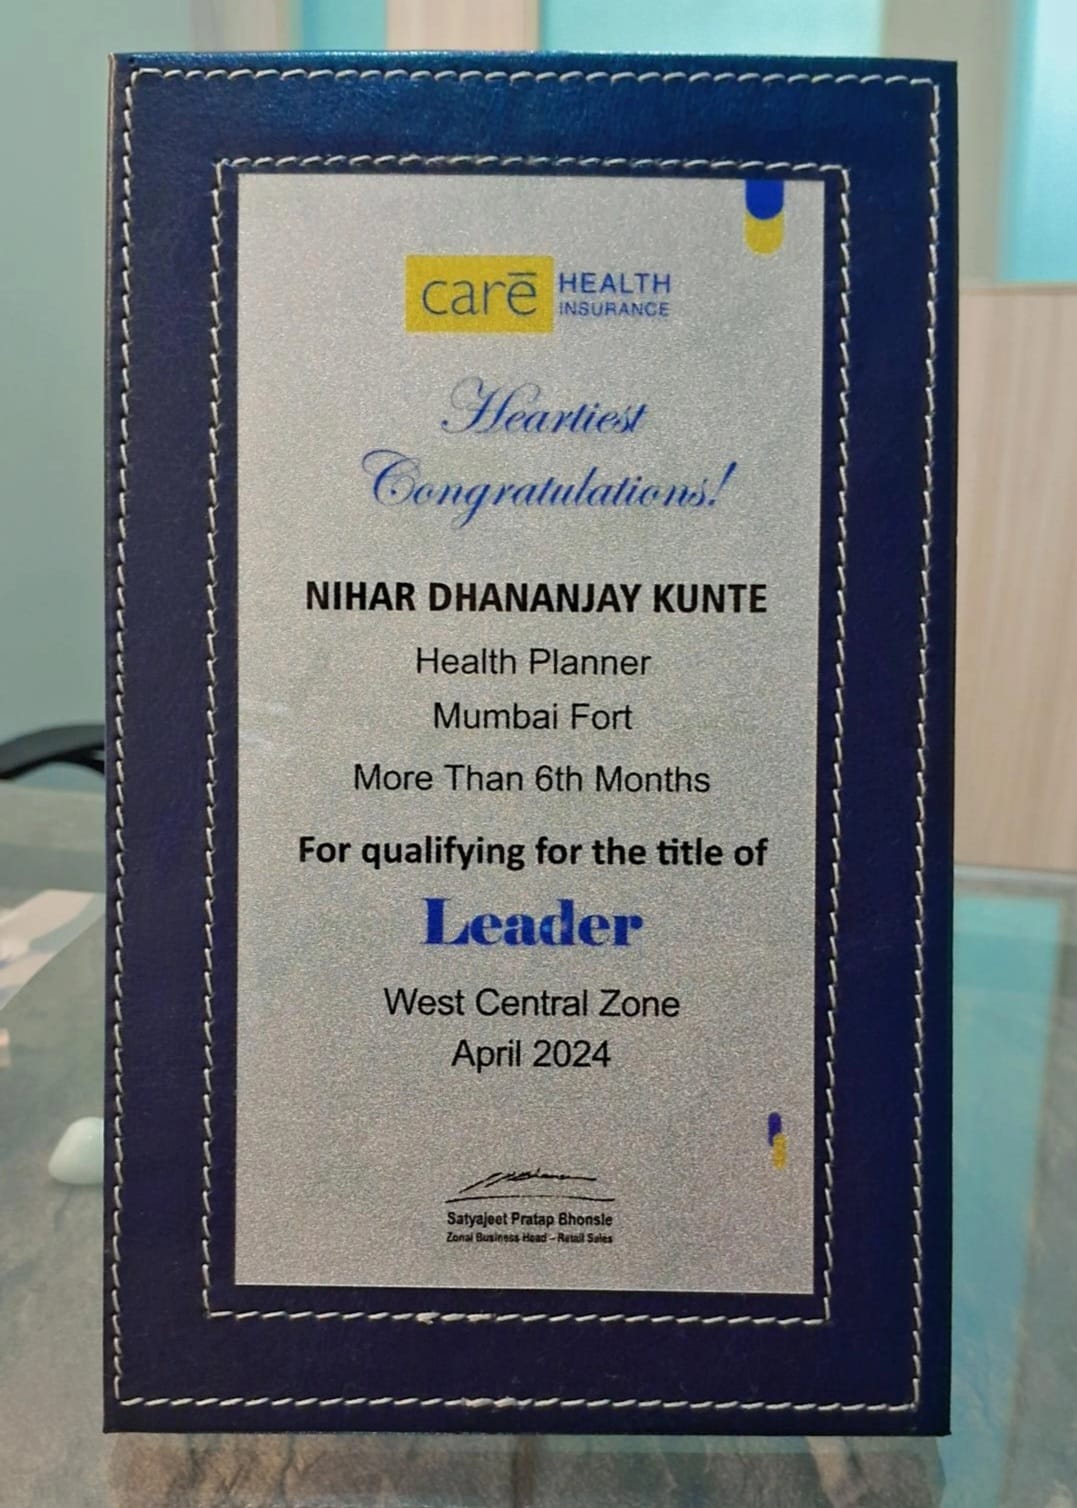 carē HEALTH
INSURANCE
Heartiest
Congratulations!
NIHAR DHANANJAY KUNTE
Health Planner
Mumbai Fort
More Than 6th Months
For qualifying for the title of
Leader
West Central Zone
April 2024
Satyajeet Pratap Bhonsle
Zonal Business Head - Retail Sales